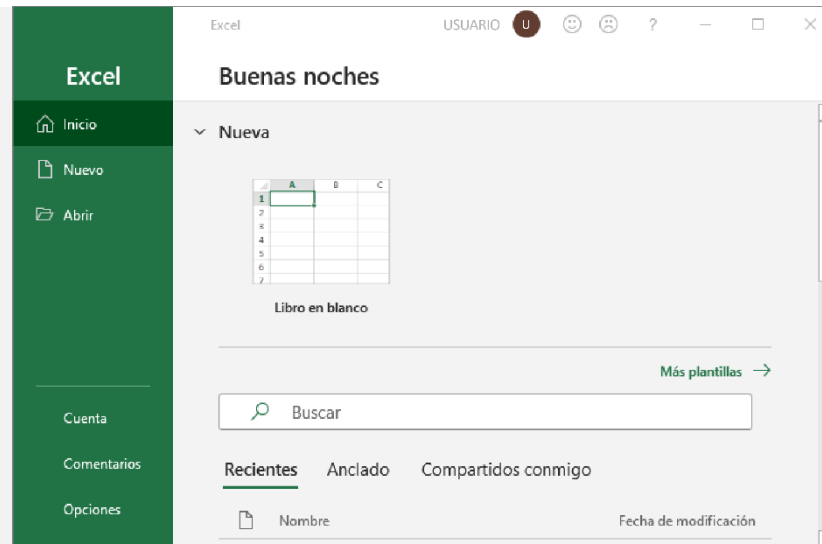 Excel
USUARIO U ?
Excel
Buenas noches
Inicio
Nuevo
Abrir
Cuenta
Comentarios
Opciones
Nueva
A B C
1
2
3
4
5
6
7
Libro en blanco
Más plantillas
Buscar
Recientes Anclado Compartidos conmigo
Nombre Fecha de modificación